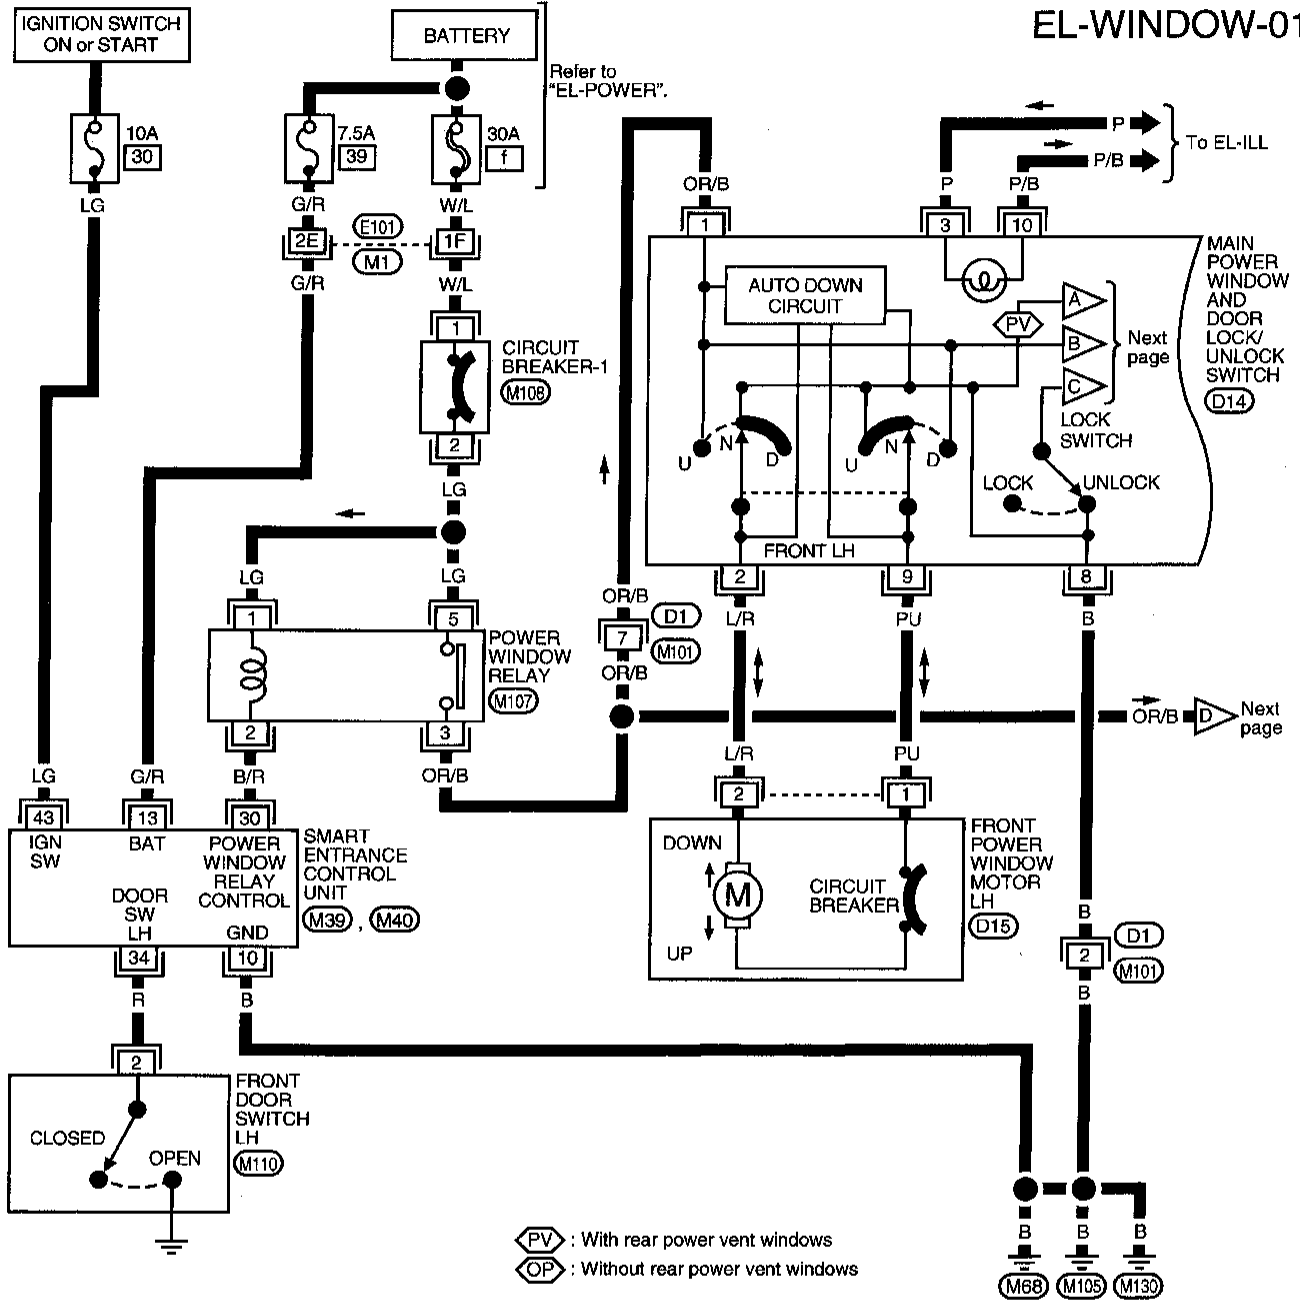 EL-WINDOW-01
IGNITION SWITCH
ON or START
BATTERY
Refer to
"EL-POWER".
10A
30
7.5A
39
30A
f
LG
G/R
W/L
2E
E101
M1
1F
G/R
W/L
1
CIRCUIT
BREAKER-1
M108
2
LG
LG
LG
1
5
POWER
WINDOW
RELAY
M107
2
3
LG
G/R
B/R
OR/B
43
13
30
IGN
SW
BAT
POWER
WINDOW
RELAY
CONTROL
DOOR
SW
LH
GND
SMART
ENTRANCE
CONTROL
UNIT
M39 , M40
34
10
R
B
2
FRONT
DOOR
SWITCH
LH
M110
CLOSED
OPEN
OR/B
P
P/B
To EL-ILL
P
P/B
1
3
10
MAIN
POWER
WINDOW
AND
DOOR
LOCK/
UNLOCK
SWITCH
D14
AUTO DOWN
CIRCUIT
PV
A
B
C
Next
page
LOCK
SWITCH
U
N
D
U
N
D
LOCK
UNLOCK
FRONT LH
2
9
8
OR/B
7
D1
M101
OR/B
L/R
PU
B
OR/B
D
Next
page
L/R
PU
2
1
DOWN
M
UP
CIRCUIT
BREAKER
FRONT
POWER
WINDOW
MOTOR
LH
D15
B
2
D1
M101
B
B
B
B
M68
M105
M130
PV : With rear power vent windows
OP : Without rear power vent windows